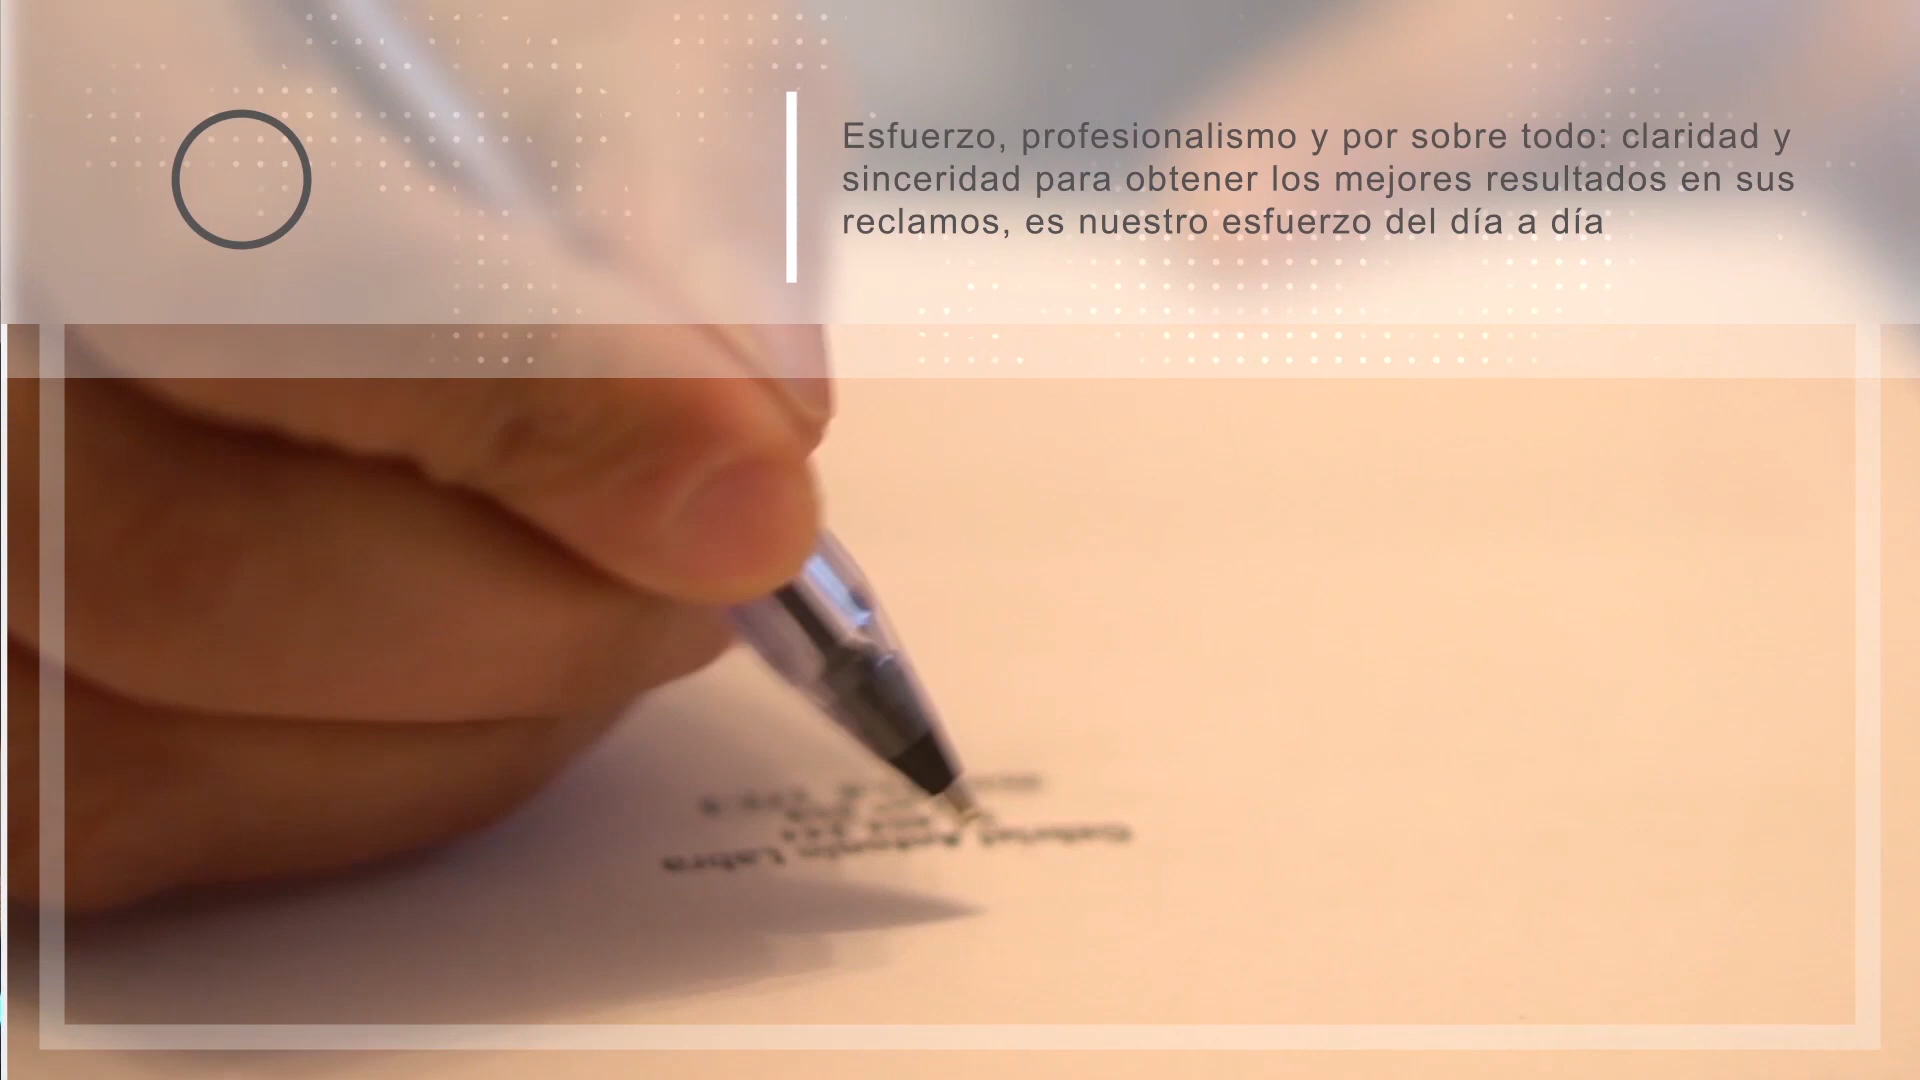 Esfuerzo, profesionalismo y por sobre todo: claridad y
sinceridad para obtener los mejores resultados en sus
reclamos, es nuestro esfuerzo del día a día